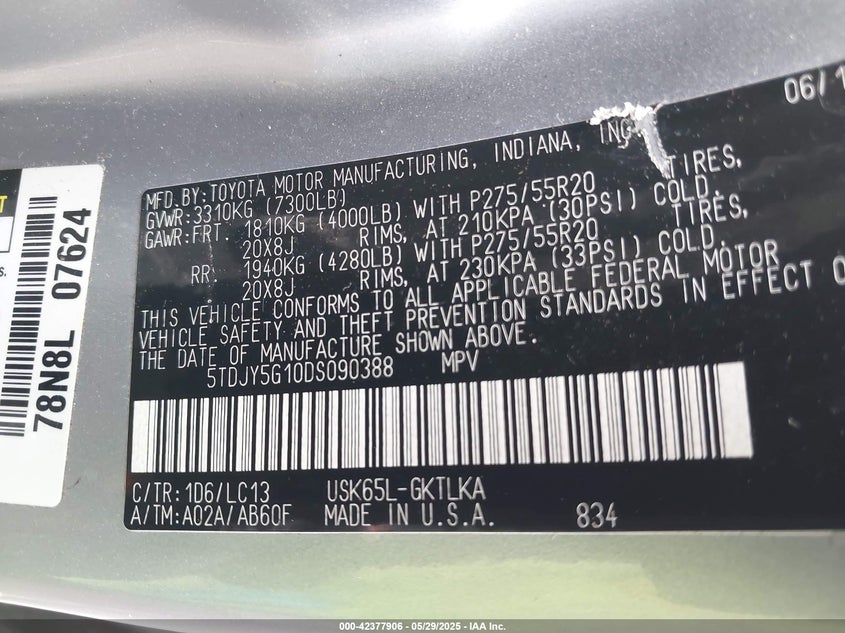 06/1
MFD.BY:TOYOTA MOTOR MANUFACTURING, INDIANA, INC
GVWR:3310KG (7300LB)
GAWR:FRT. 1810KG (4000LB) WITH P275/55R20 TIRES,
20X8J RIMS, AT 210KPA (30PSI) COLD.
RR. 1940KG (4280LB) WITH P275/55R20 TIRES,
20X8J RIMS, AT 230KPA (33PSI) COLD.
THIS VEHICLE CONFORMS TO ALL APPLICABLE FEDERAL MOTOR
VEHICLE SAFETY AND THEFT PREVENTION STANDARDS IN EFFECT O
THE DATE OF MANUFACTURE SHOWN ABOVE.
5TDJY5G10DS090388 MPV
C/TR:1D6/LC13 USK65L-GKTLKA
A/TM:A02A/AB60F MADE IN U.S.A. 834
78N8L 07624
T
s.
000-42377906 - 05/29/2025 - IAA Inc.